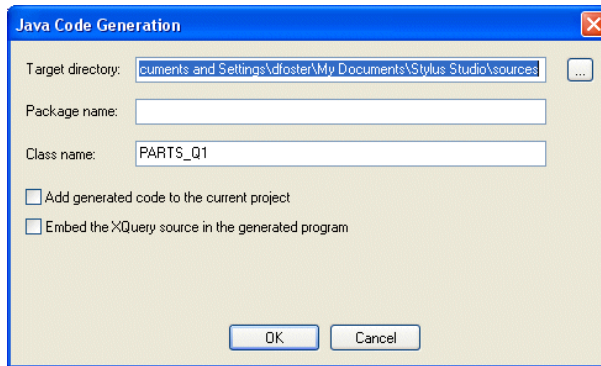 Java Code Generation
Target directory: cuments and Settings\dfoster\My Documents\Stylus Studio\sources ...
Package name:
Class name: PARTS_Q1
Add generated code to the current project
Embed the XQuery source in the generated program
OK Cancel